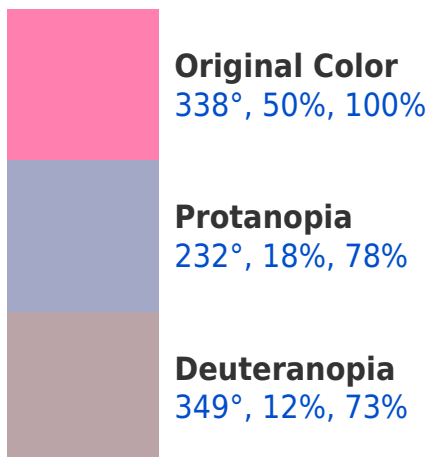 Original Color
338°, 50%, 100%
Protanopia
232°, 18%, 78%
Deuteranopia
349°, 12%, 73%